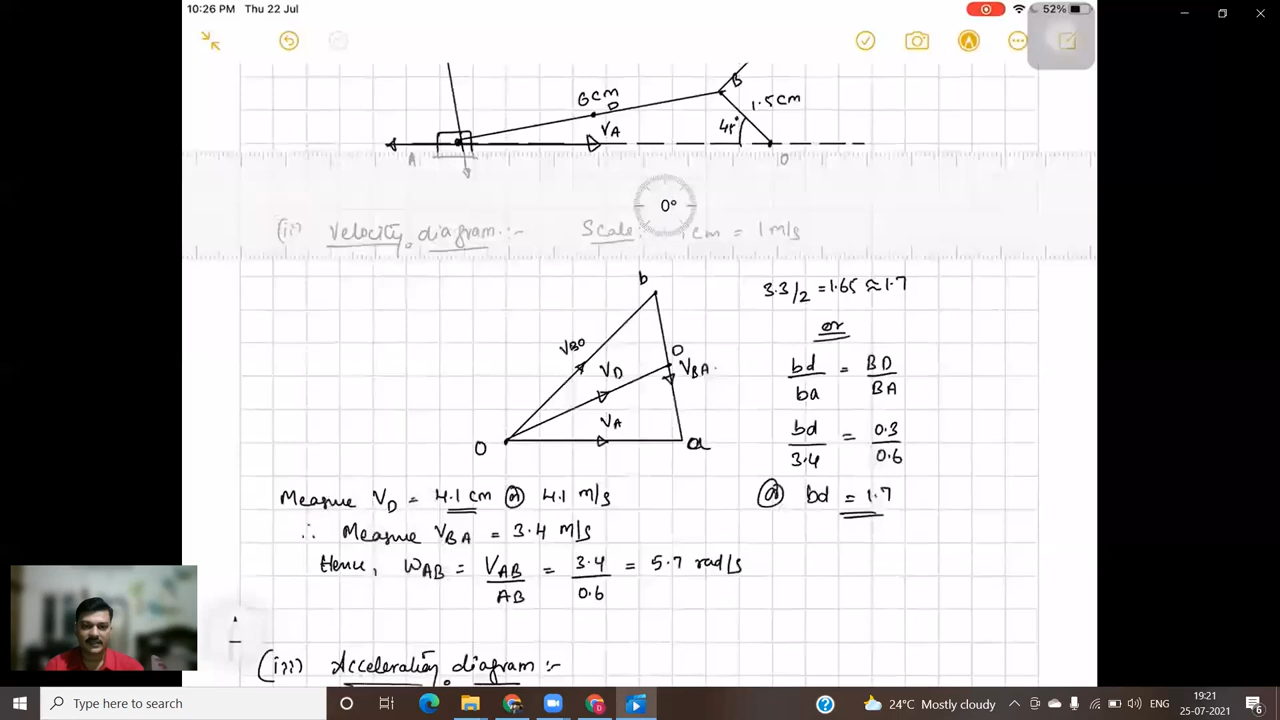 10:26 PM Thu 22 Jul
52%
6cm
D
B
1.5cm
45°
VA
A
O
0°
(ii) Velocity diagram :-
Scale: 1cm = 1m/s
b
3.3/2 = 1.65 ≈ 1.7
or
VBO
VD
D
VBA
bd/ba = BD/BA
VA
O
a
bd/3.4 = 0.3/0.6
Measure VD = 4.1 cm or 4.1 m/s
or bd = 1.7
∴ Measure VBA = 3.4 m/s
Hence, ωAB = VAB/AB = 3.4/0.6 = 5.7 rad/s
(iii) Acceleration diagram :-
Type here to search
24°C Mostly cloudy
19:21
25-07-2021
6